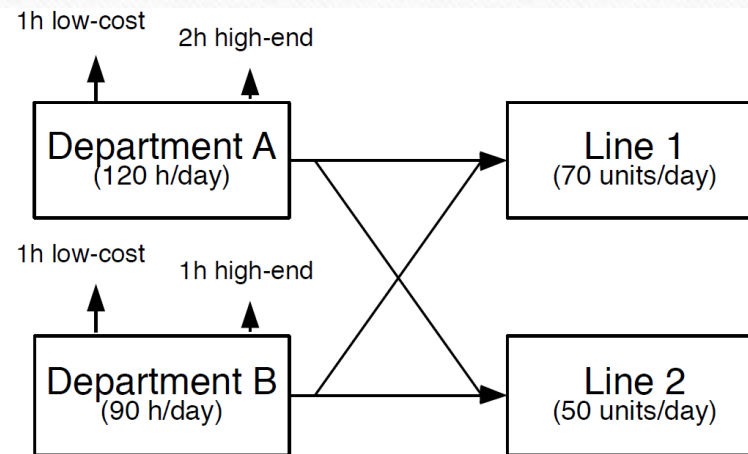 1h low-cost
2h high-end
Department A
(120 h/day)
Line 1
(70 units/day)
1h low-cost
1h high-end
Department B
(90 h/day)
Line 2
(50 units/day)